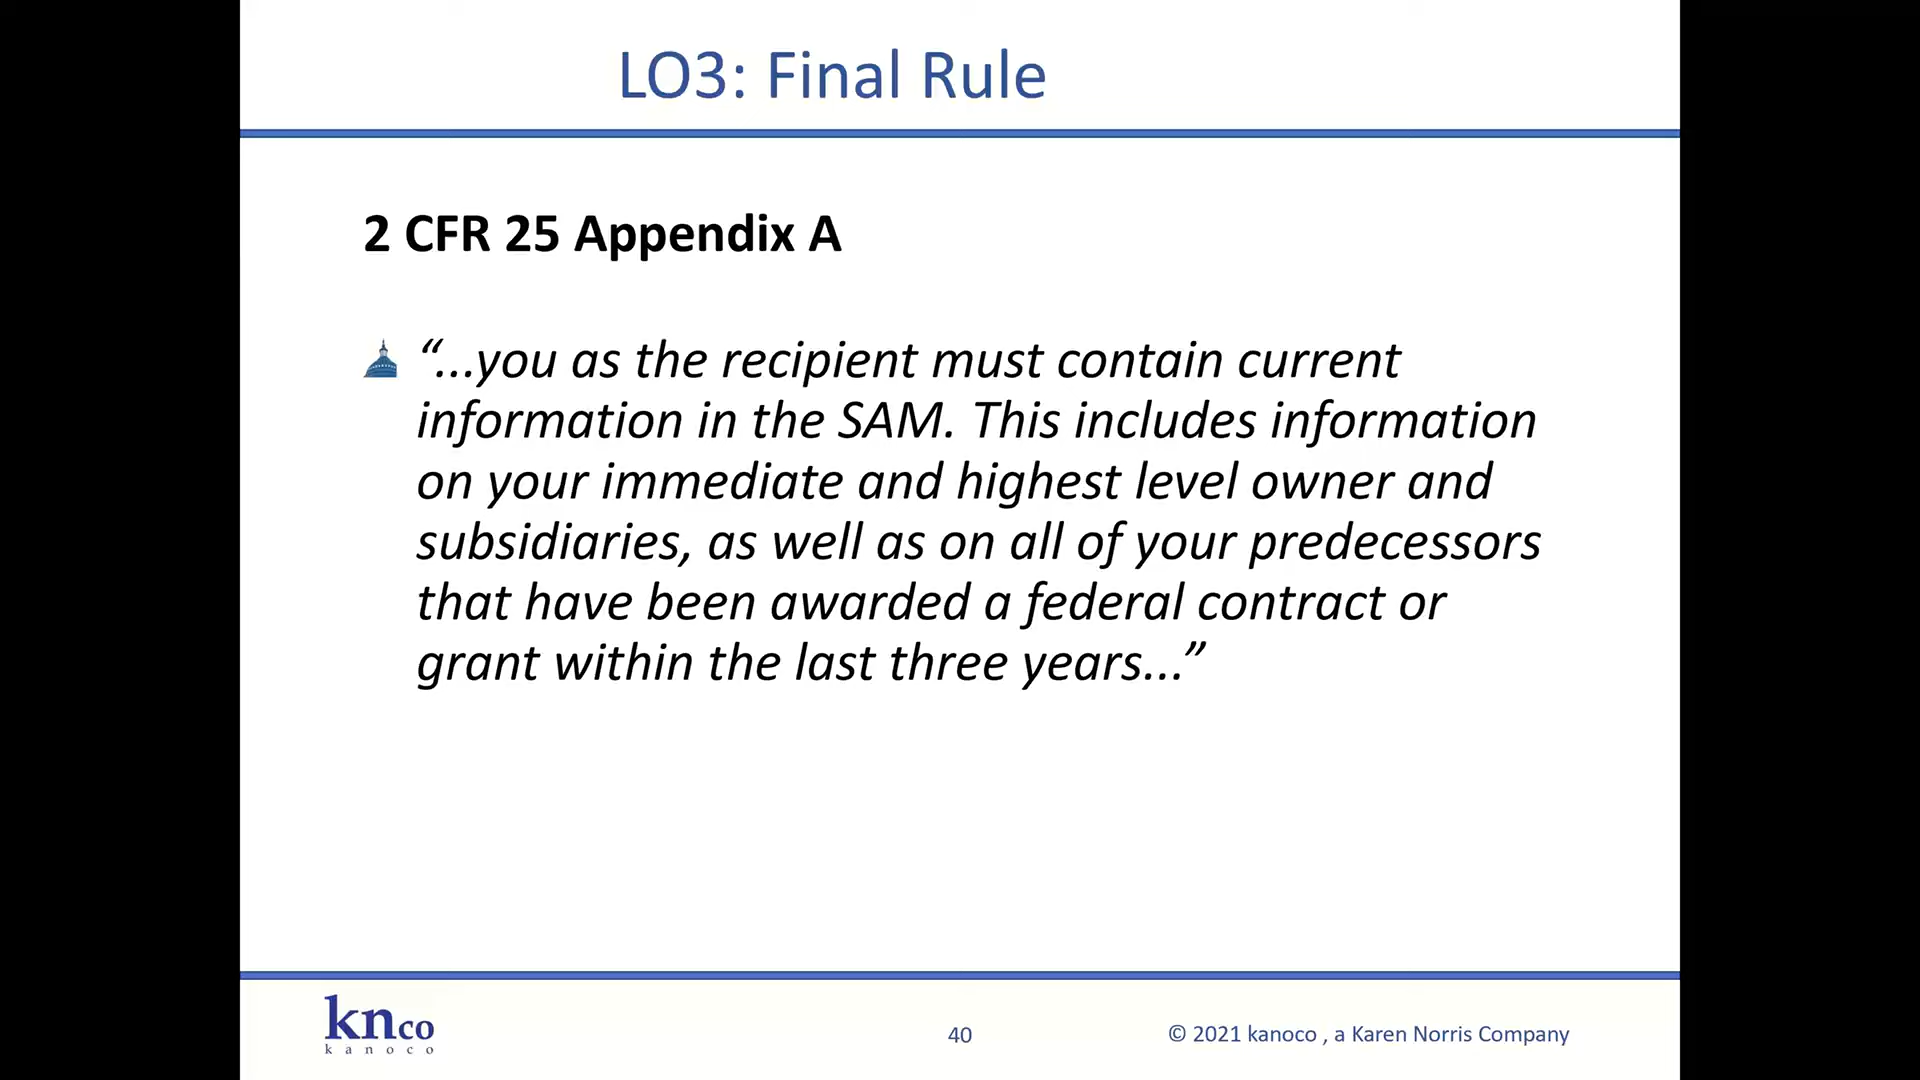 LO3: Final Rule
2 CFR 25 Appendix A
“...you as the recipient must contain current
information in the SAM. This includes information
on your immediate and highest level owner and
subsidiaries, as well as on all of your predecessors
that have been awarded a federal contract or
grant within the last three years...”
knco
kanoco
40
© 2021 kanoco , a Karen Norris Company